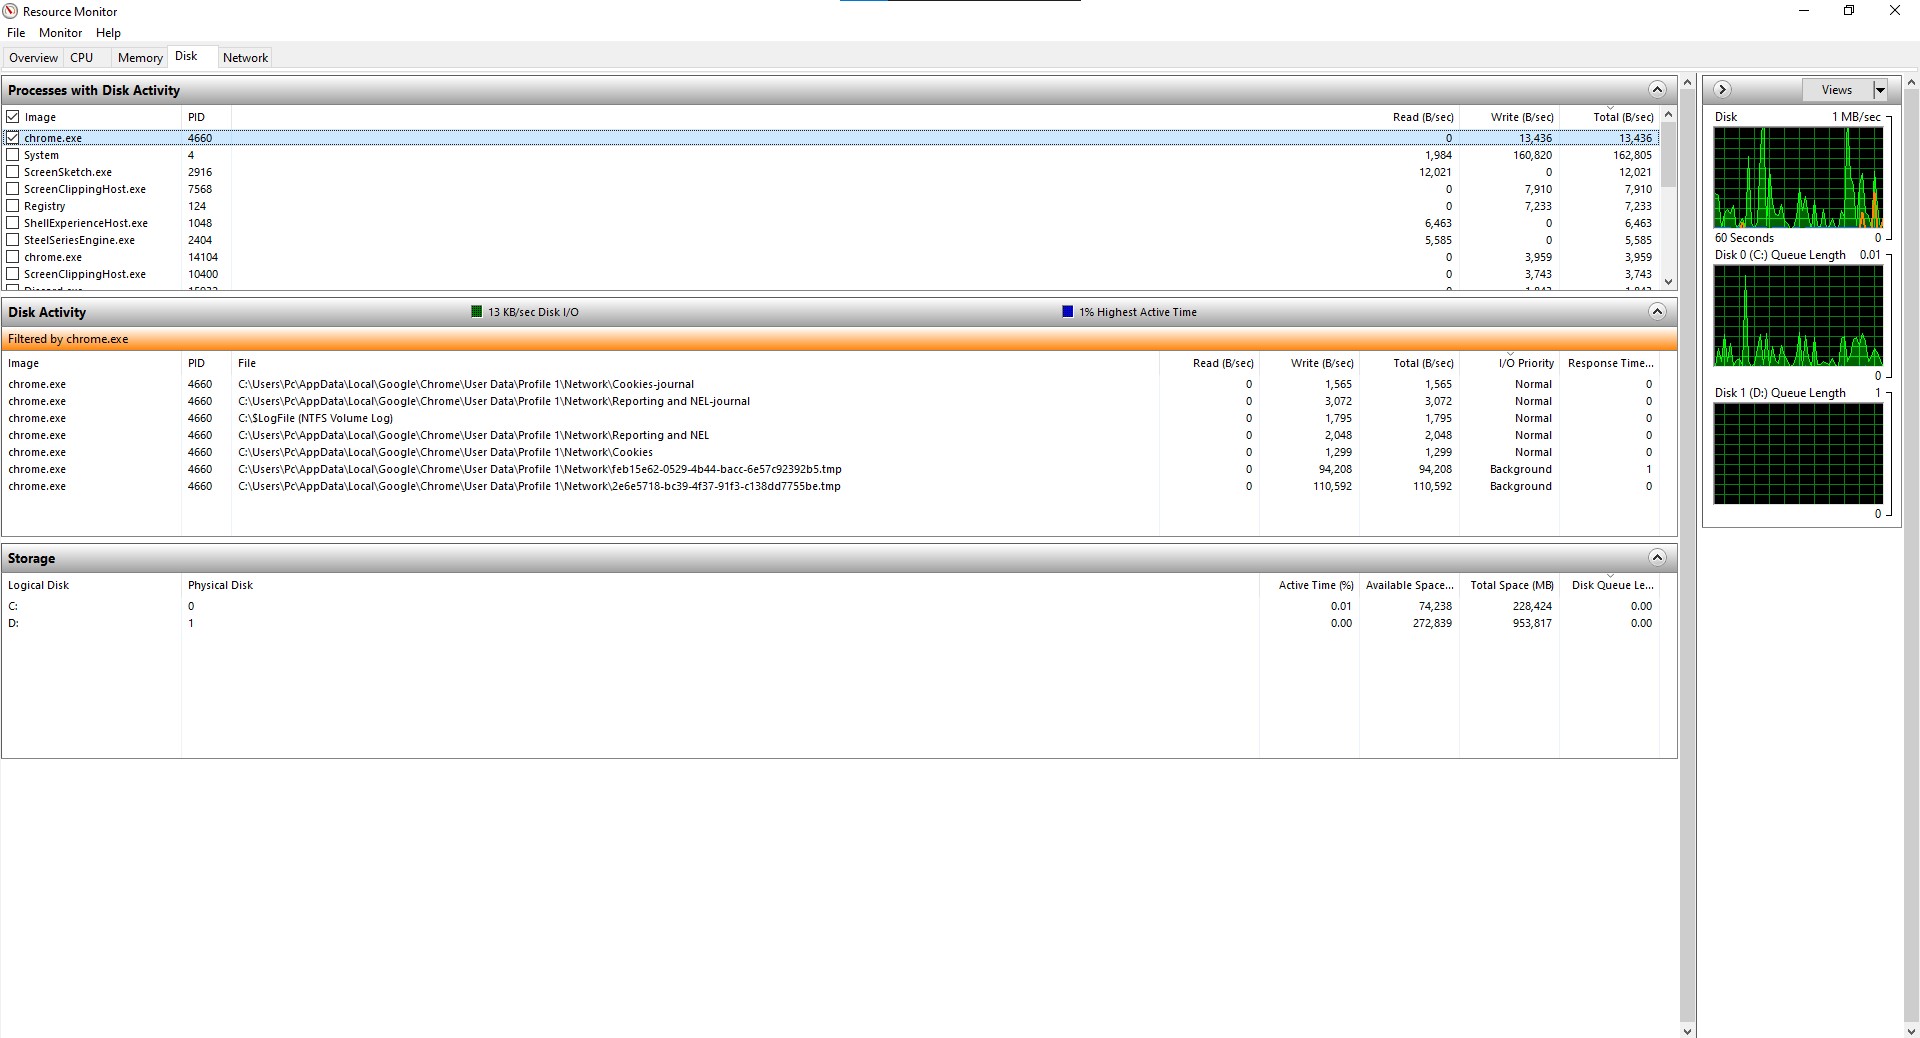 Resource Monitor
File Monitor Help
Overview CPU Memory Disk Network
Processes with Disk Activity
Image PID Read (B/sec) Write (B/sec) Total (B/sec)
chrome.exe 4660 0 13,436 13,436
System 4 1,984 160,820 162,805
ScreenSketch.exe 2916 12,021 0 12,021
ScreenClippingHost.exe 7568 0 7,910 7,910
Registry 124 0 7,233 7,233
ShellExperienceHost.exe 1048 6,463 0 6,463
SteelSeriesEngine.exe 2404 5,585 0 5,585
chrome.exe 14104 0 3,959 3,959
ScreenClippingHost.exe 10400 0 3,743 3,743
Disk Activity 13 KB/sec Disk I/O 1% Highest Active Time
Filtered by chrome.exe
Image PID File Read (B/sec) Write (B/sec) Total (B/sec) I/O Priority Response Time...
chrome.exe 4660 C:\Users\Pc\AppData\Local\Google\Chrome\User Data\Profile 1\Network\Cookies-journal 0 1,565 1,565 Normal 0
chrome.exe 4660 C:\Users\Pc\AppData\Local\Google\Chrome\User Data\Profile 1\Network\Reporting and NEL-journal 0 3,072 3,072 Normal 0
chrome.exe 4660 C:\$LogFile (NTFS Volume Log) 0 1,795 1,795 Normal 0
chrome.exe 4660 C:\Users\Pc\AppData\Local\Google\Chrome\User Data\Profile 1\Network\Reporting and NEL 0 2,048 2,048 Normal 0
chrome.exe 4660 C:\Users\Pc\AppData\Local\Google\Chrome\User Data\Profile 1\Network\Cookies 0 1,299 1,299 Normal 0
chrome.exe 4660 C:\Users\Pc\AppData\Local\Google\Chrome\User Data\Profile 1\Network\feb15e62-0529-4b44-bacc-6e57c92392b5.tmp 0 94,208 94,208 Background 1
chrome.exe 4660 C:\Users\Pc\AppData\Local\Google\Chrome\User Data\Profile 1\Network\2e6e5718-bc39-4f37-91f3-c138dd7755be.tmp 0 110,592 110,592 Background 0
Storage
Logical Disk Physical Disk Active Time (%) Available Space... Total Space (MB) Disk Queue Le...
C: 0 0.01 74,238 228,424 0.00
D: 1 0.00 272,839 953,817 0.00
Views
Disk 1 MB/sec
60 Seconds 0
Disk 0 (C:) Queue Length 0.01
0
Disk 1 (D:) Queue Length 1
0